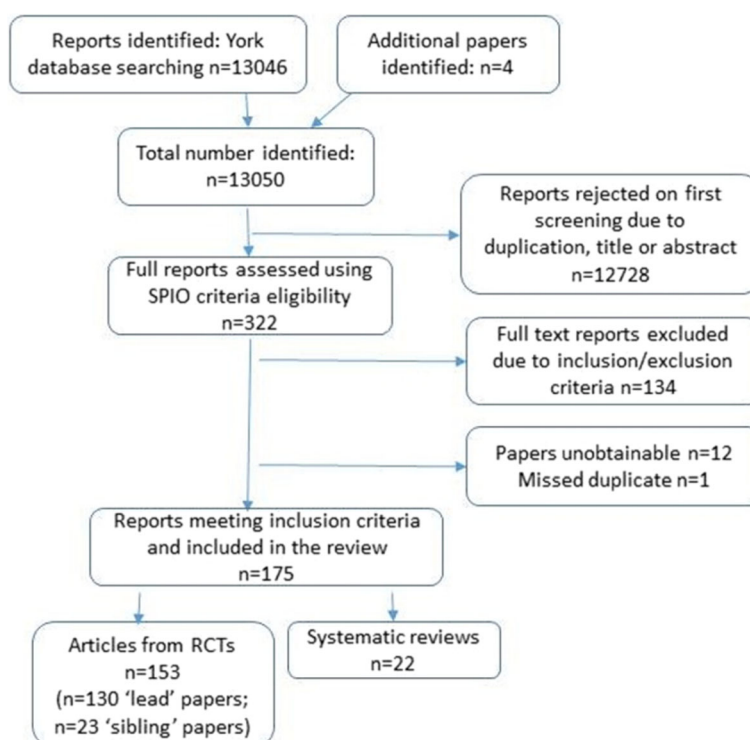 Reports identified: York
database searching n=13046
Additional papers
identified: n=4
Total number identified:
n=13050
Reports rejected on first
screening due to
duplication, title or abstract
n=12728
Full reports assessed using
SPIO criteria eligibility
n=322
Full text reports excluded
due to inclusion/exclusion
criteria n=134
Papers unobtainable n=12
Missed duplicate n=1
Reports meeting inclusion criteria
and included in the review
n=175
Articles from RCTs
n=153
(n=130 ‘lead’ papers;
n=23 ‘sibling’ papers)
Systematic reviews
n=22